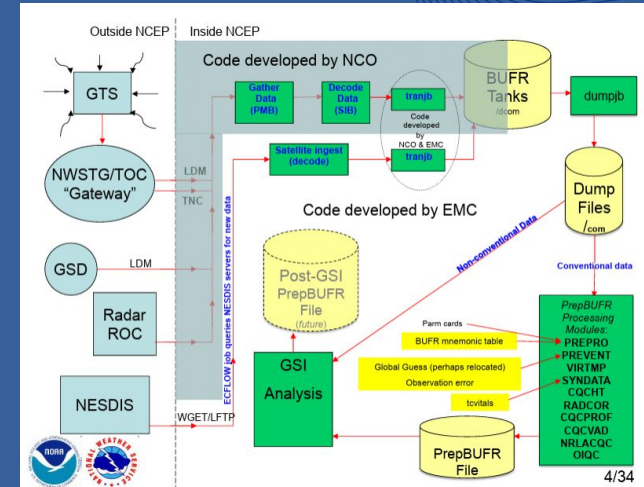 Outside NCEP
Inside NCEP
Code developed by NCO
GTS
Gather
Data
(PMB)
Decode
Data
(SIB)
tranjb
BUFR
Tanks
/dcom
dumpjb
Code
developed
by
NCO & EMC
NWSTG/TOC
"Gateway"
LDM
TNC
Satellite ingest
(decode)
tranjb
Code developed by EMC
Dump
Files
/com
GSD
LDM
ECFLOW job queries NESDIS servers for new data
Non-conventional Data
Conventional data
Post-GSI
PrepBUFR
File
(future)
Radar
ROC
PrepBUFR
Processing
Modules:
PREPRO
PREVENT
VIRTMP
SYNDATA
CQCHT
RADCOR
CQCPROF
CQCVAD
NRLACQC
OIQC
Parm cards
BUFR mnemonic table
Global Guess (perhaps relocated)
Observation error
tcvitals
GSI
Analysis
NESDIS
WGET/LFTP
PrepBUFR
File
NOAA
4/34